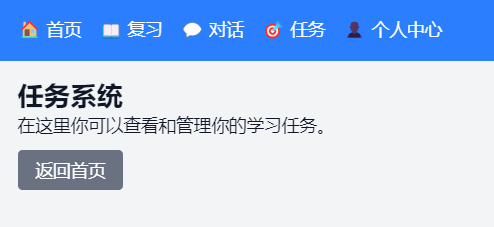 首页 复习 对话 任务 个人中心
任务系统
在这里你可以查看和管理你的学习任务。
返回首页